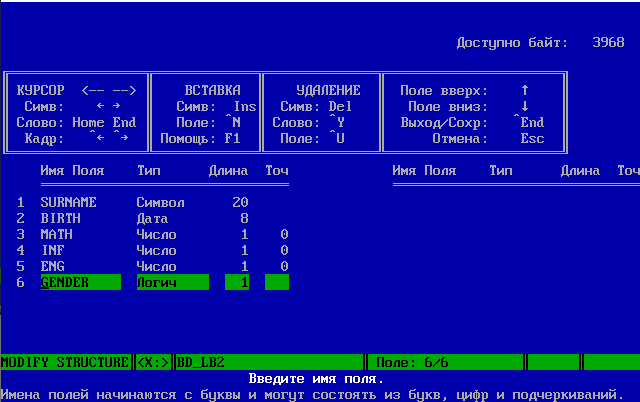 Доступно байт: 3968
КУРСОР <-- --> ВСТАВКА УДАЛЕНИЕ Поле вверх: ↑
Симв: ← → Симв: Ins Симв: Del Поле вниз: ↓
Слово: Home End Поле: ^N Слово: ^Y Выход/Сохр: ^End
Кадр: ^← ^→ Помощь: F1 Поле: ^U Отмена: Esc
Имя Поля Тип Длина Точ Имя Поля Тип Длина Точ
1 SURNAME Символ 20
2 BIRTH Дата 8
3 MATH Число 1 0
4 INF Число 1 0
5 ENG Число 1 0
6 GENDER Логич 1
MODIFY STRUCTURE <X:> BD_LB2 Поле: 6/6
Введите имя поля.
Имена полей начинаются с буквы и могут состоять из букв, цифр и подчеркиваний.